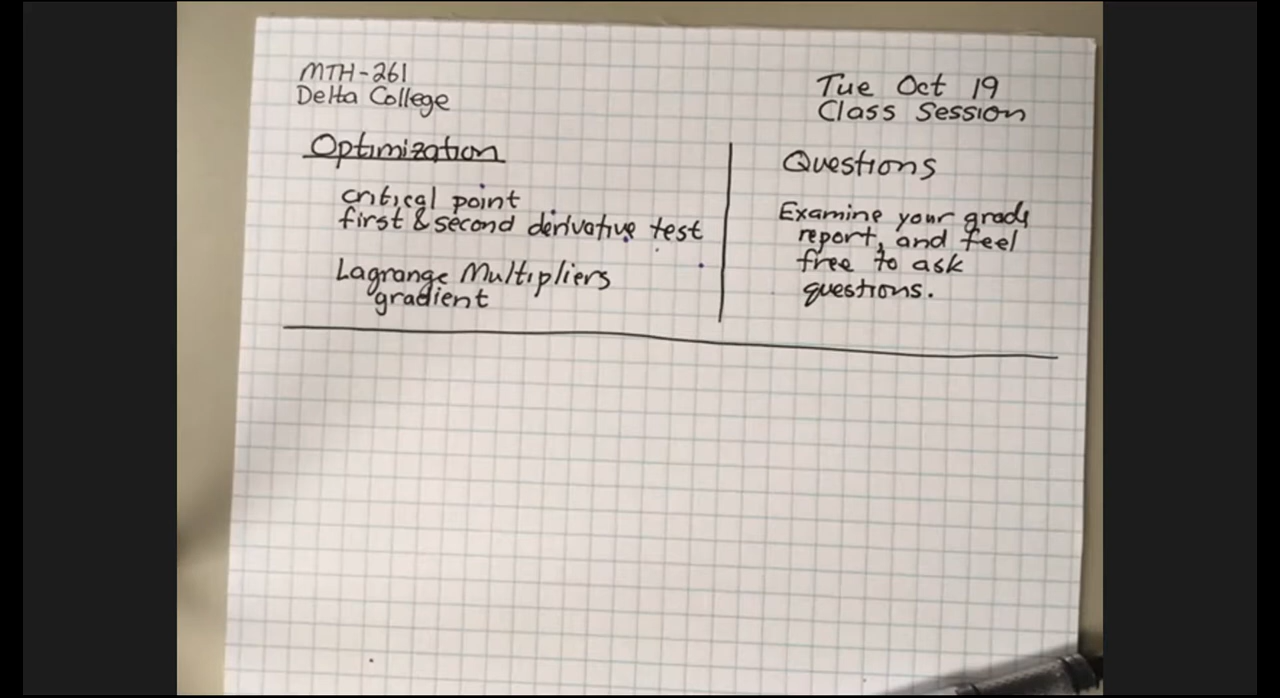 MTH-261
Delta College
Tue Oct 19
Class Session
Optimization
critical point
first & second derivative test
Lagrange Multipliers
gradient
Questions
Examine your grade
report, and feel
free to ask
questions.